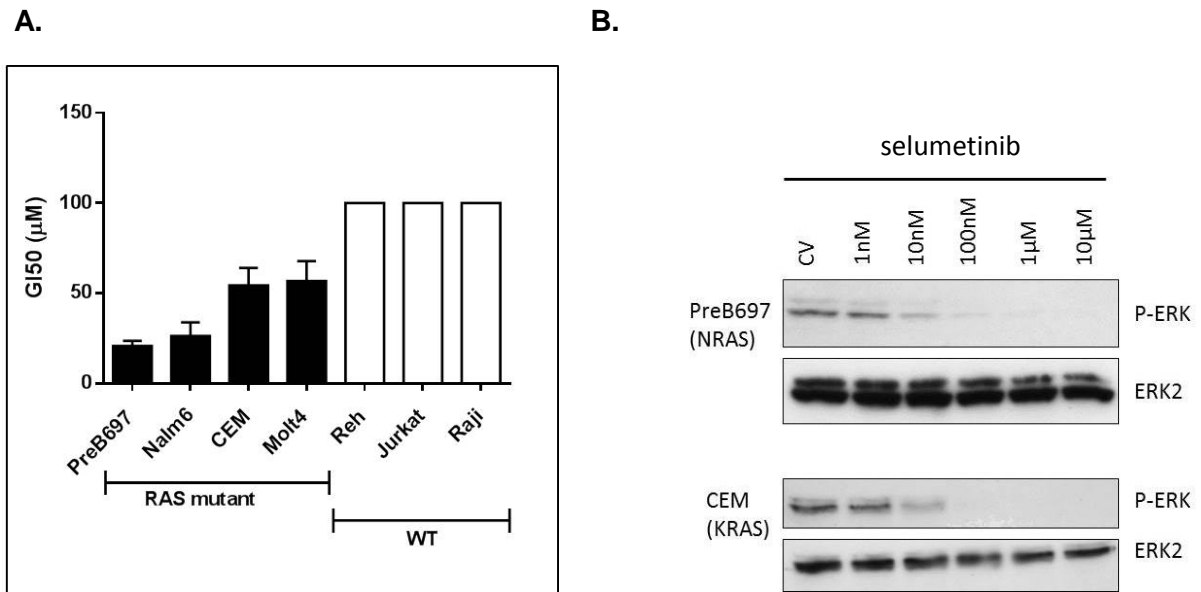 A.
B.
150
100
50
0
GI50 (µM)
PreB697
Nalm6
CEM
Molt4
Reh
Jurkat
Raji
RAS mutant
WT
selumetinib
CV
1nM
10nM
100nM
1µM
10µM
PreB697
(NRAS)
P-ERK
ERK2
CEM
(KRAS)
P-ERK
ERK2